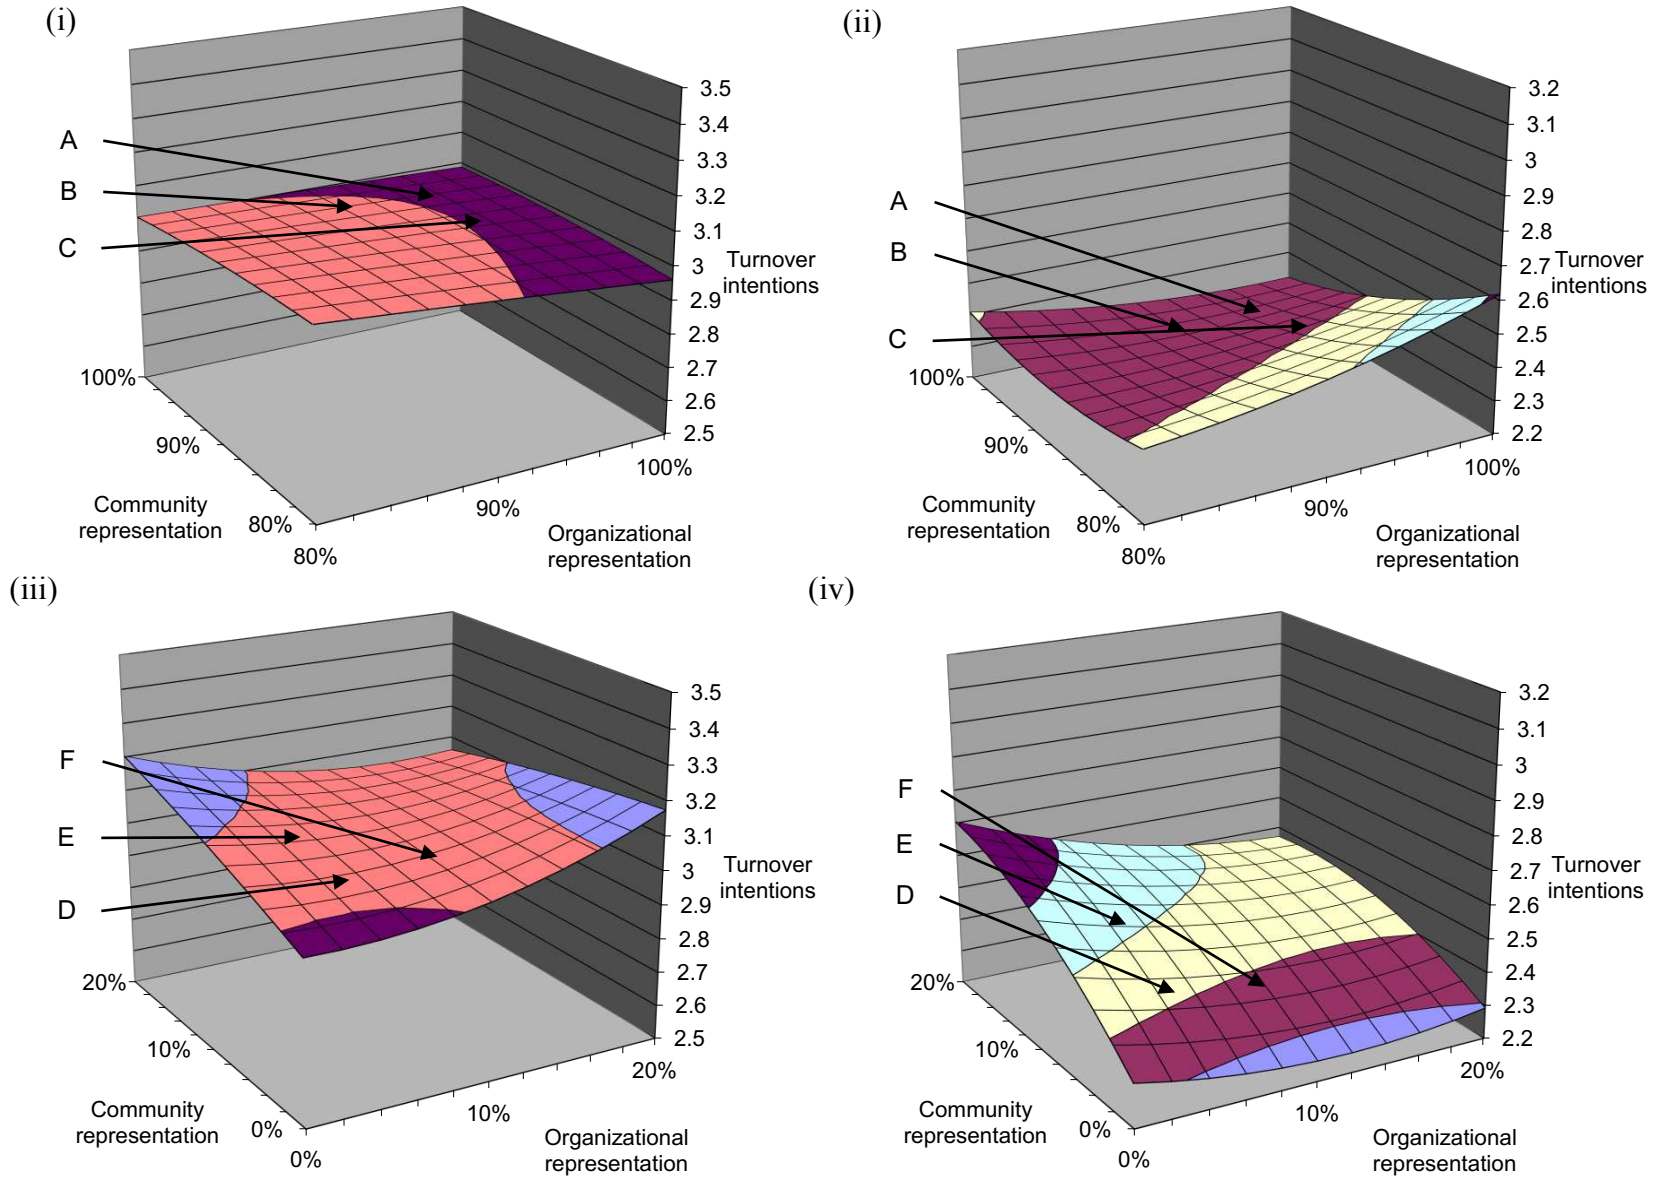 (i)
A
B
C
3.5
3.4
3.3
3.2
3.1
3
2.9
2.8
2.7
2.6
2.5
Turnover
intentions
100%
90%
80%
Community
representation
80%
90%
100%
Organizational
representation
(ii)
A
B
C
3.2
3.1
3
2.9
2.8
2.7
2.6
2.5
2.4
2.3
2.2
Turnover
intentions
100%
90%
80%
Community
representation
80%
90%
100%
Organizational
representation
(iii)
F
E
D
3.5
3.4
3.3
3.2
3.1
3
2.9
2.8
2.7
2.6
2.5
Turnover
intentions
20%
10%
0%
Community
representation
0%
10%
20%
Organizational
representation
(iv)
F
E
D
3.2
3.1
3
2.9
2.8
2.7
2.6
2.5
2.4
2.3
2.2
Turnover
intentions
20%
10%
0%
Community
representation
0%
10%
20%
Organizational
representation